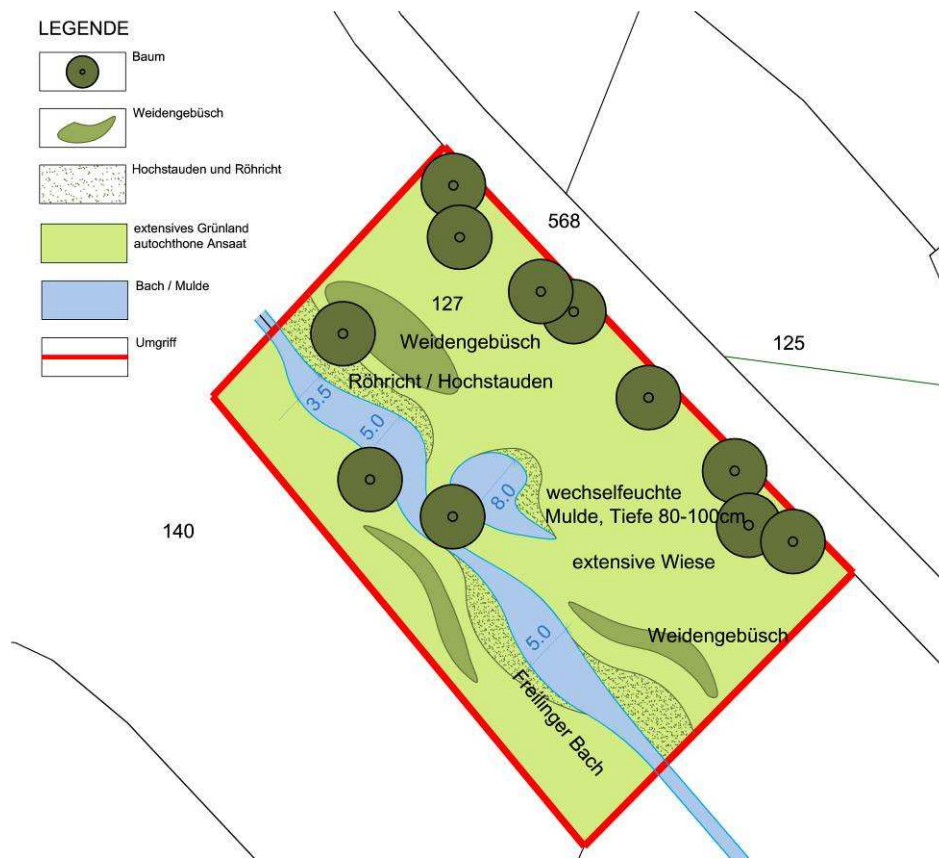 LEGENDE
Baum
Weidengebüsch
Hochstauden und Röhricht
extensives Grünland
autochthone Ansaat
Bach / Mulde
Umgriff
568
127
125
Weidengebüsch
Röhricht / Hochstauden
3.5
5.0
8.0
wechselfeuchte
Mulde, Tiefe 80-100cm
140
extensive Wiese
5.0
Weidengebüsch
Freilinger Bach